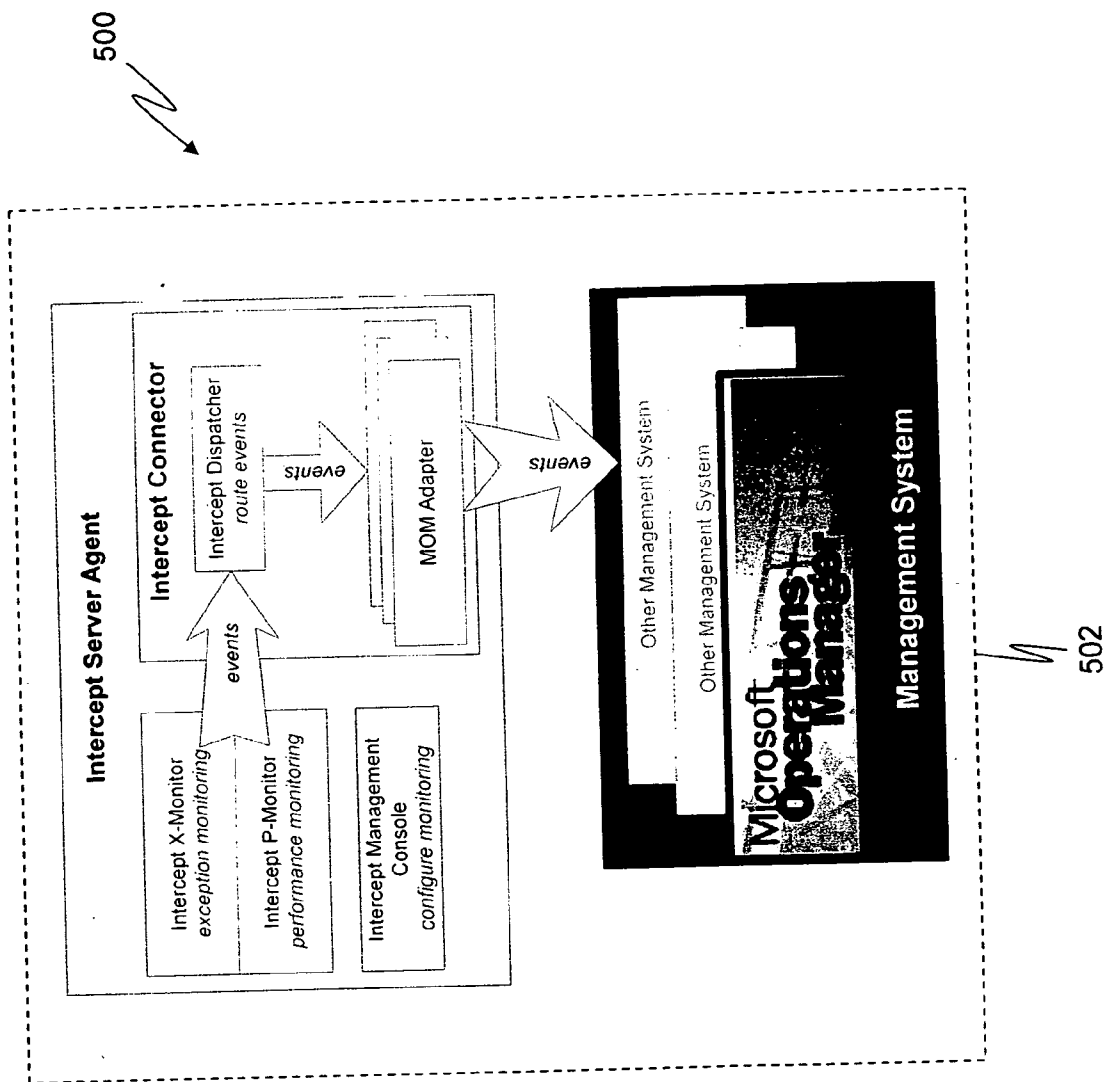 500
Intercept Server Agent
Intercept X-Monitor
exception monitoring
Intercept P-Monitor
performance monitoring
Intercept Management
Console
configure monitoring
events
Intercept Connector
Intercept Dispatcher
route events
events
MOM Adapter
events
Other Management System
Other Management System
Microsoft
Operations
Manager
Management System
502